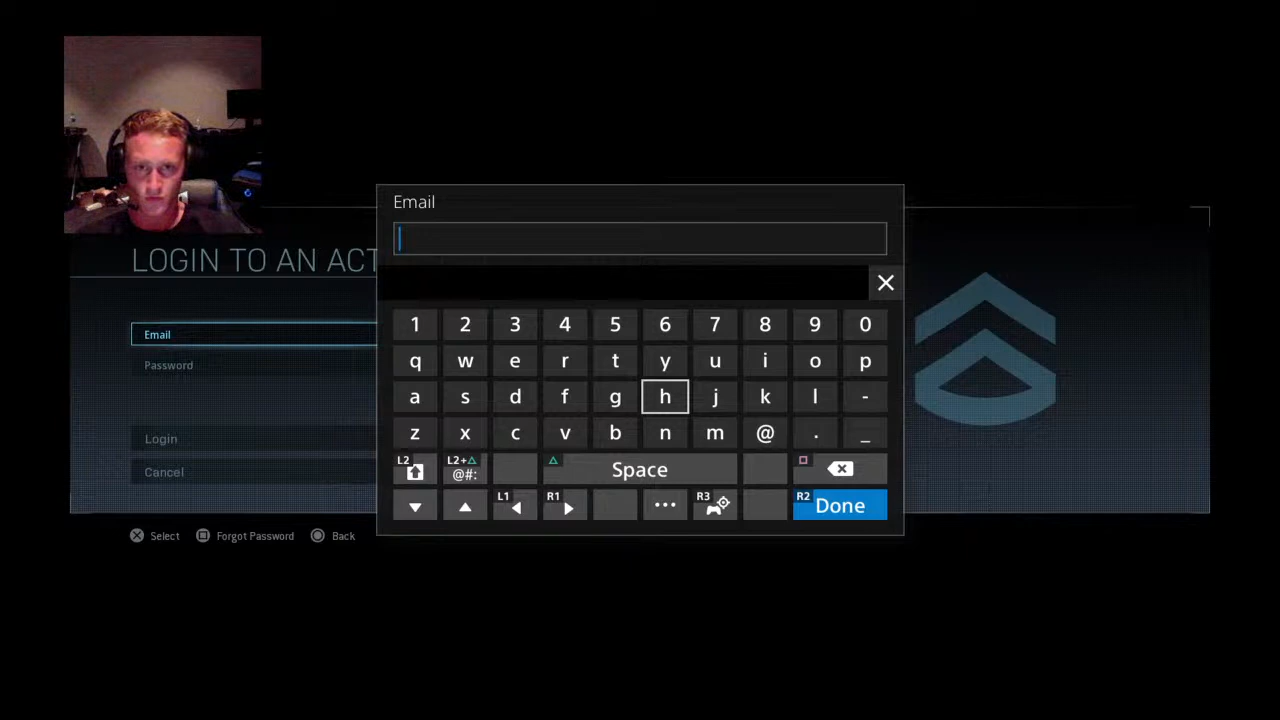 Email
LOGIN TO AN ACT
1 2 3 4 5 6 7 8 9 0
Email
q w e r t y u i o p
Password
a s d f g h j k l -
z x c v b n m @ . _
Login
L2 L2+△ @#: △ Space
Cancel
L1 R1 ... R3 R2 Done
Select Forgot Password Back